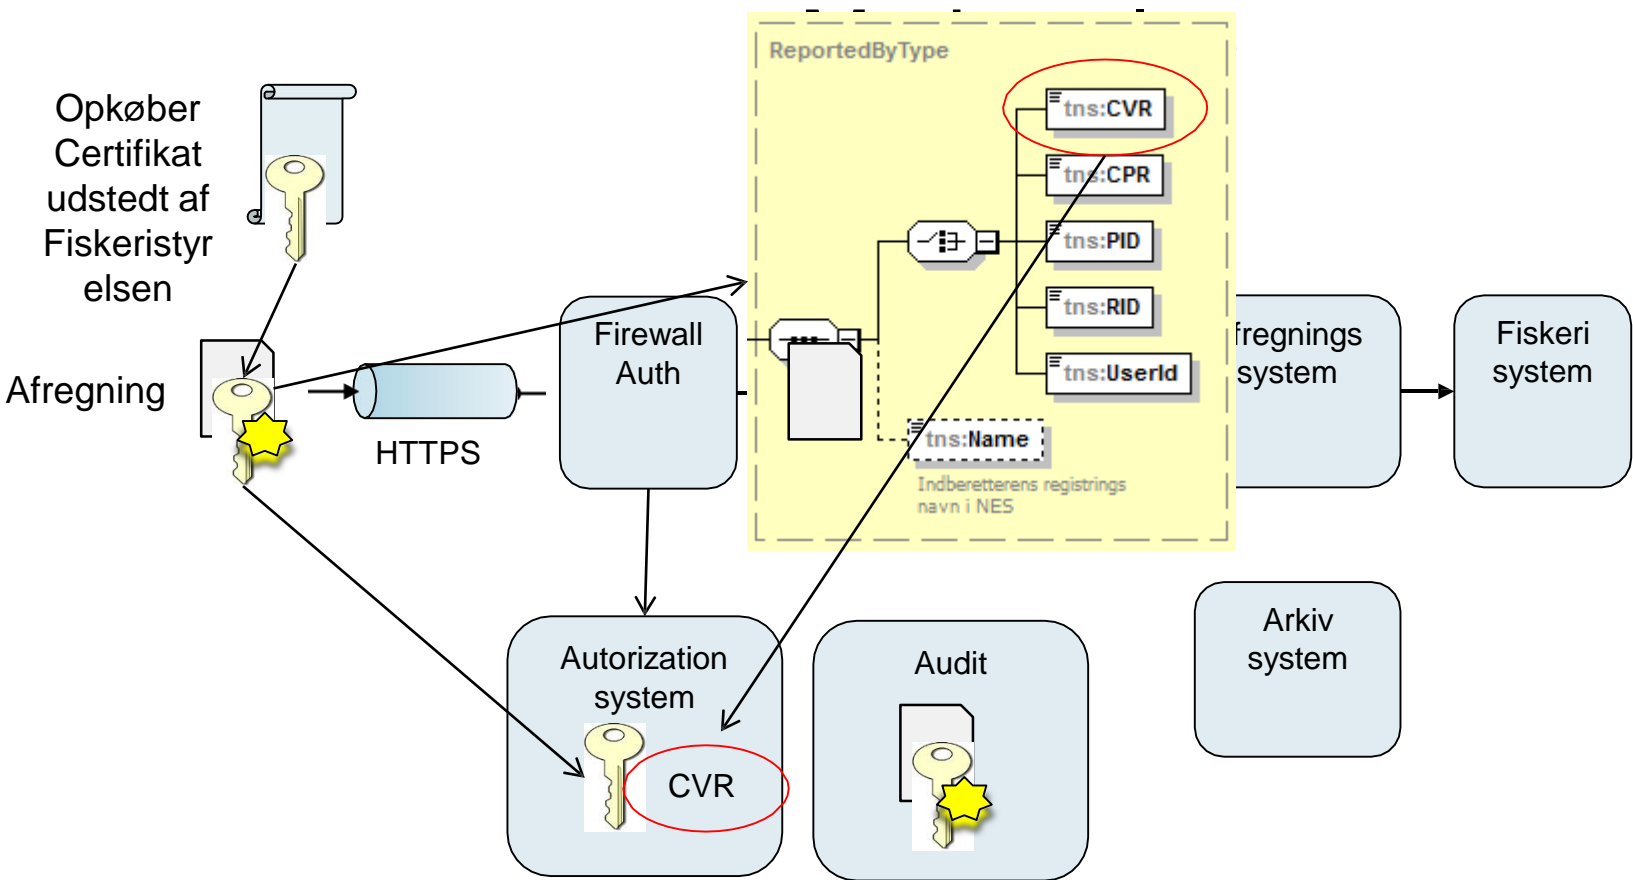 ReportedByType
Opkøber
Certifikat
udstedt af
Fiskeristyr
elsen
tns:CVR
tns:CPR
tns:PID
tns:RID
tns:UserId
tns:Name
Indberetterens registrings
navn i NES
Afregning
HTTPS
Firewall
Auth
fregnings
system
Fiskeri
system
Autorization
system
CVR
Audit
Arkiv
system